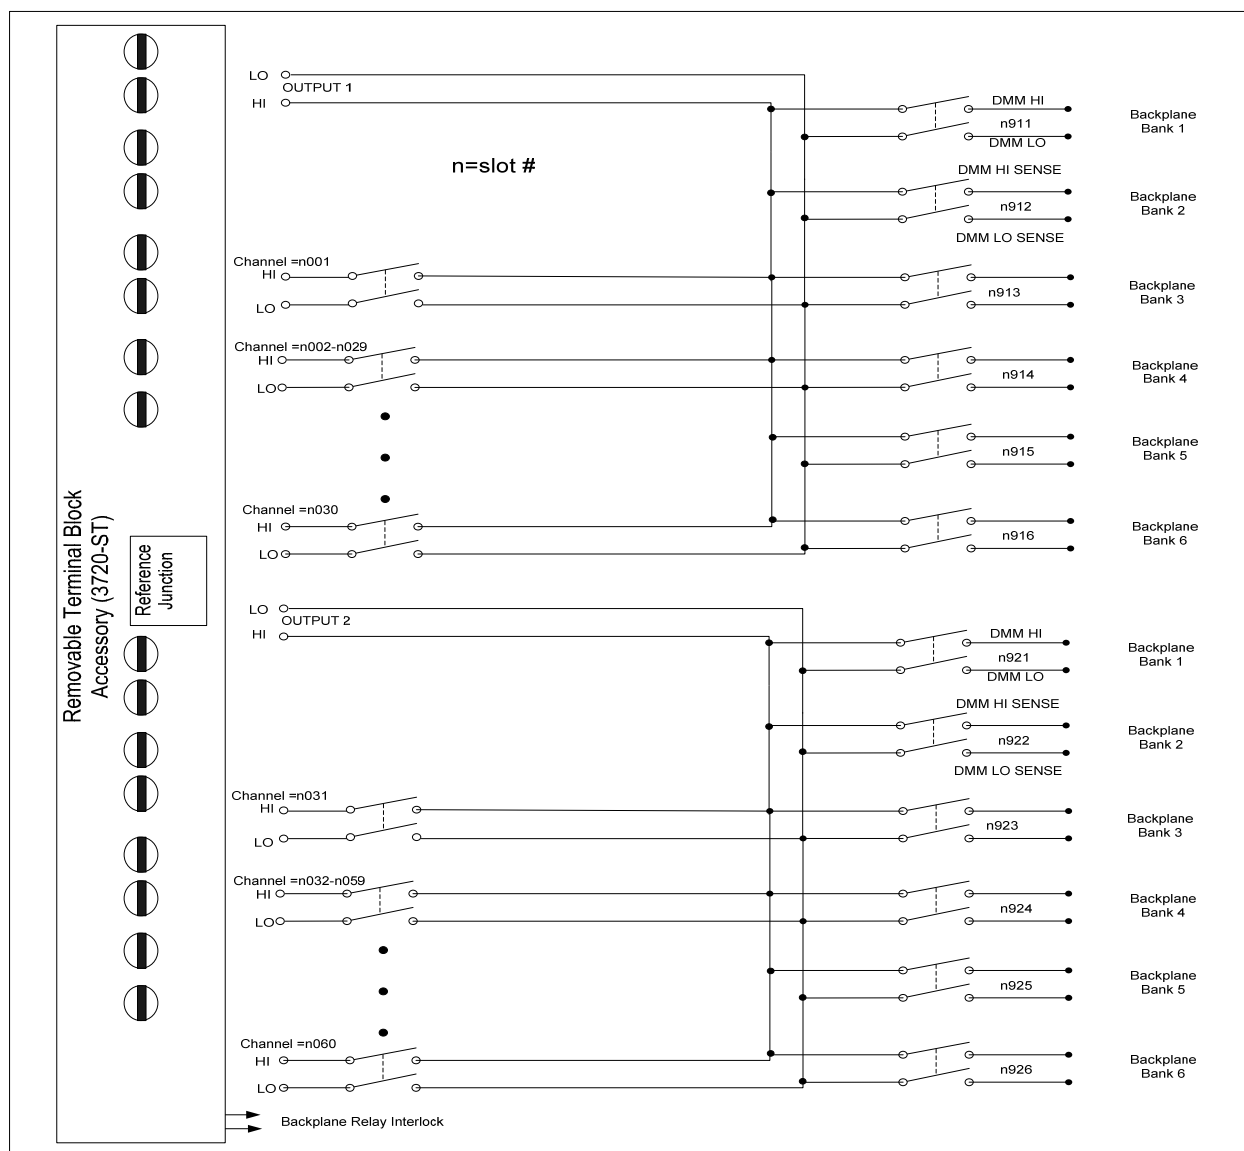 LO
OUTPUT 1
HI
DMM HI
n911
DMM LO
Backplane
Bank 1
n=slot #
DMM HI SENSE
n912
DMM LO SENSE
Backplane
Bank 2
Channel =n001
HI
LO
n913
Backplane
Bank 3
Channel =n002-n029
HI
LO
n914
Backplane
Bank 4
n915
Backplane
Bank 5
Channel =n030
HI
LO
n916
Backplane
Bank 6
Removable Terminal Block
Accessory (3720-ST)
Reference
Junction
LO
OUTPUT 2
HI
DMM HI
n921
DMM LO
Backplane
Bank 1
DMM HI SENSE
n922
DMM LO SENSE
Backplane
Bank 2
Channel =n031
HI
LO
n923
Backplane
Bank 3
Channel =n032-n059
HI
LO
n924
Backplane
Bank 4
n925
Backplane
Bank 5
Channel =n060
HI
LO
n926
Backplane
Bank 6
Backplane Relay Interlock